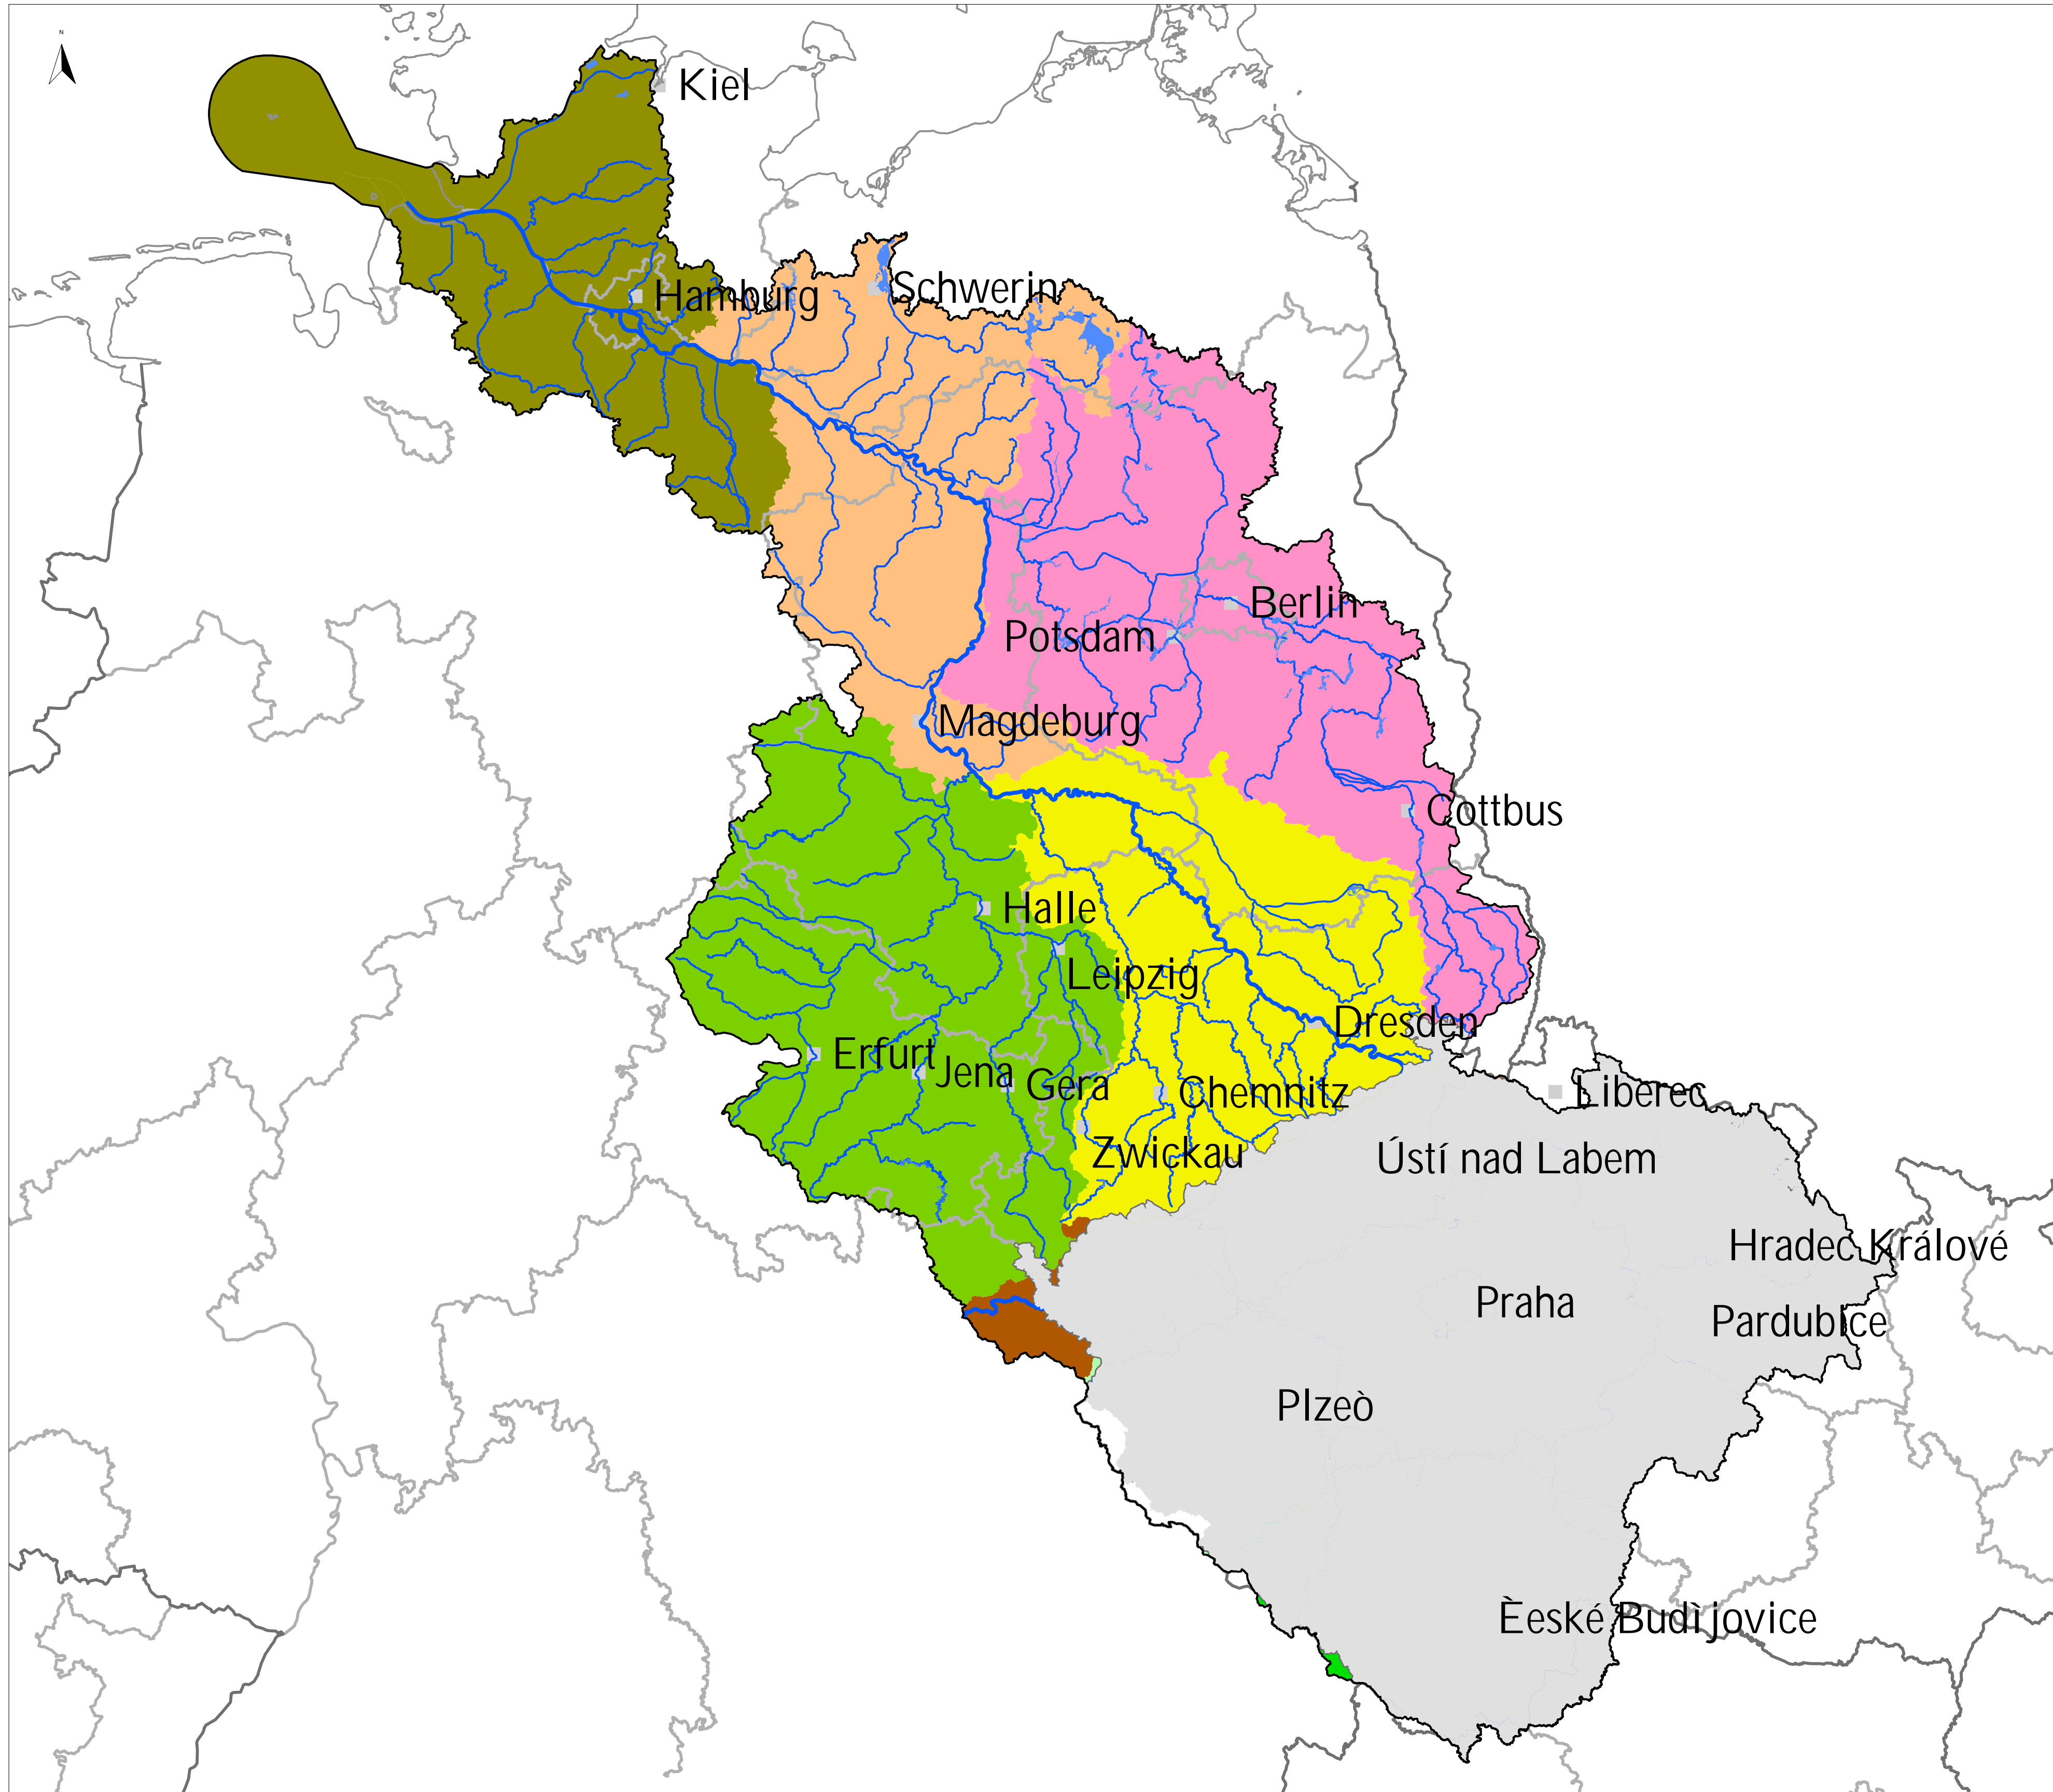 N
Kiel
Schwerin
Hamburg
Berlin
Potsdam
Magdeburg
Cottbus
Halle
Leipzig
Dresden
Erfurt
Jena
Gera
Chemnitz
Liberec
Zwickau
Ústí nad Labem
Hradec Králové
Praha
Pardubice
Plzeò
Èeské Budìjovice